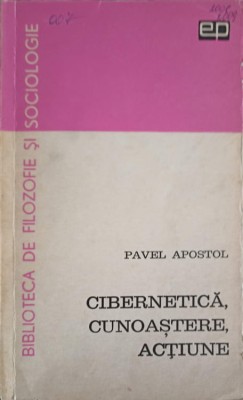 ep
BIBLIOTECA DE FILOZOFIE ȘI SOCIOLOGIE
PAVEL APOSTOL
CIBERNETICĂ,
CUNOAȘTERE,
ACȚIUNE